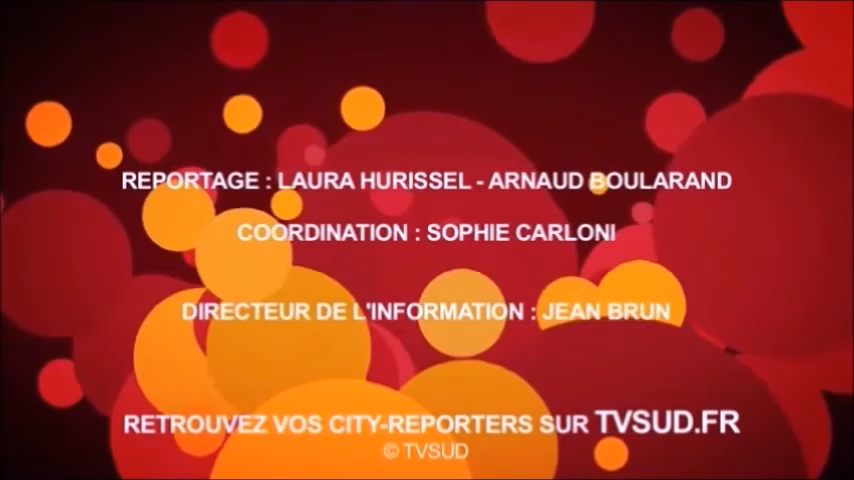 REPORTAGE : LAURA HURISSEL - ARNAUD BOULARAND
COORDINATION : SOPHIE CARLONI
DIRECTEUR DE L'INFORMATION : JEAN BRUN
RETROUVEZ VOS CITY-REPORTERS SUR TVSUD.FR
© TVSUD